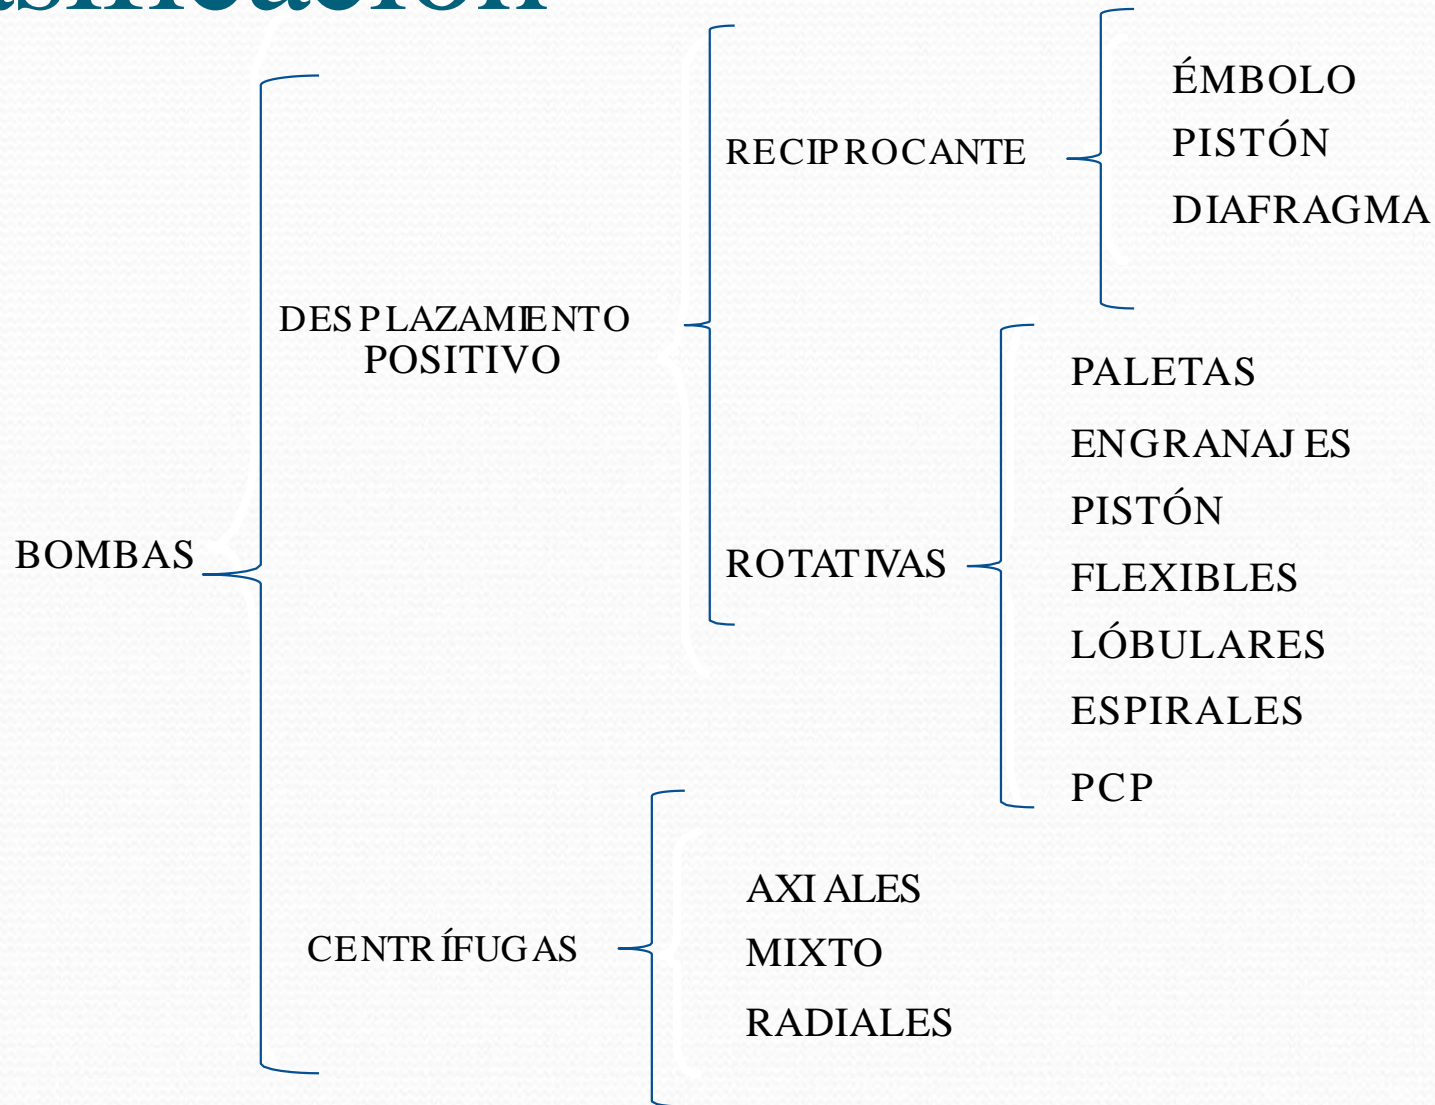 BOMBAS
DESPLAZAMIENTO
POSITIVO
RECIPROCANTE
ÉMBOLO
PISTÓN
DIAFRAGMA
ROTATIVAS
PALETAS
ENGRANAJES
PISTÓN
FLEXIBLES
LÓBULARES
ESPIRALES
PCP
CENTRÍFUGAS
AXIALES
MIXTO
RADIALES